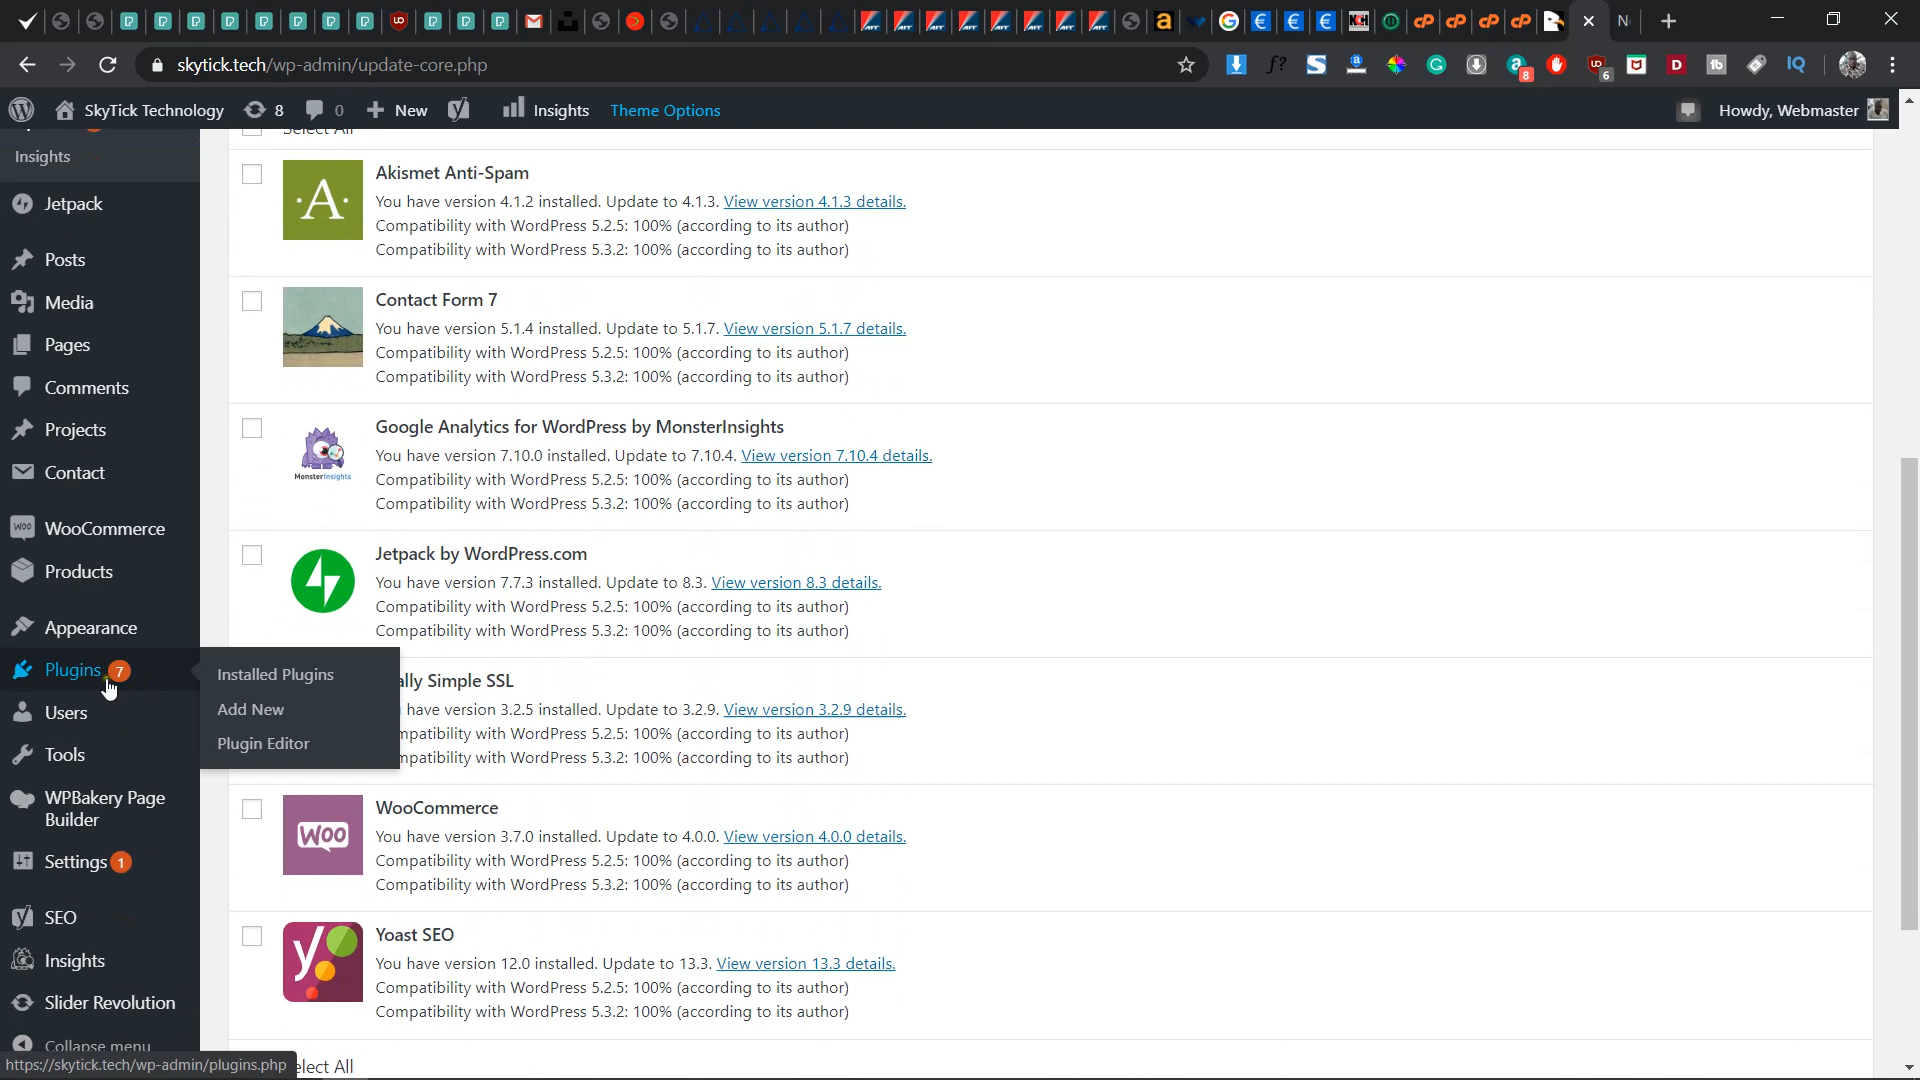 skytick.tech/wp-admin/update-core.php
SkyTick Technology 8 0 New Insights Theme Options Howdy, Webmaster
Insights
Jetpack
Posts
Media
Pages
Comments
Projects
Contact
WooCommerce
Products
Appearance
Plugins 7
Users
Tools
WPBakery Page
Builder
Settings 1
SEO
Insights
Slider Revolution
Collapse menu
https://skytick.tech/wp-admin/plugins.php
Installed Plugins
Add New
Plugin Editor
Select All
Akismet Anti-Spam
You have version 4.1.2 installed. Update to 4.1.3. View version 4.1.3 details.
Compatibility with WordPress 5.2.5: 100% (according to its author)
Compatibility with WordPress 5.3.2: 100% (according to its author)
Contact Form 7
You have version 5.1.4 installed. Update to 5.1.7. View version 5.1.7 details.
Compatibility with WordPress 5.2.5: 100% (according to its author)
Compatibility with WordPress 5.3.2: 100% (according to its author)
MonsterInsights
Google Analytics for WordPress by MonsterInsights
You have version 7.10.0 installed. Update to 7.10.4. View version 7.10.4 details.
Compatibility with WordPress 5.2.5: 100% (according to its author)
Compatibility with WordPress 5.3.2: 100% (according to its author)
Jetpack by WordPress.com
You have version 7.7.3 installed. Update to 8.3. View version 8.3 details.
Compatibility with WordPress 5.2.5: 100% (according to its author)
Compatibility with WordPress 5.3.2: 100% (according to its author)
ally Simple SSL
have version 3.2.5 installed. Update to 3.2.9. View version 3.2.9 details.
mpatibility with WordPress 5.2.5: 100% (according to its author)
mpatibility with WordPress 5.3.2: 100% (according to its author)
WOO
WooCommerce
You have version 3.7.0 installed. Update to 4.0.0. View version 4.0.0 details.
Compatibility with WordPress 5.2.5: 100% (according to its author)
Compatibility with WordPress 5.3.2: 100% (according to its author)
Yoast SEO
You have version 12.0 installed. Update to 13.3. View version 13.3 details.
Compatibility with WordPress 5.2.5: 100% (according to its author)
Compatibility with WordPress 5.3.2: 100% (according to its author)
elect All